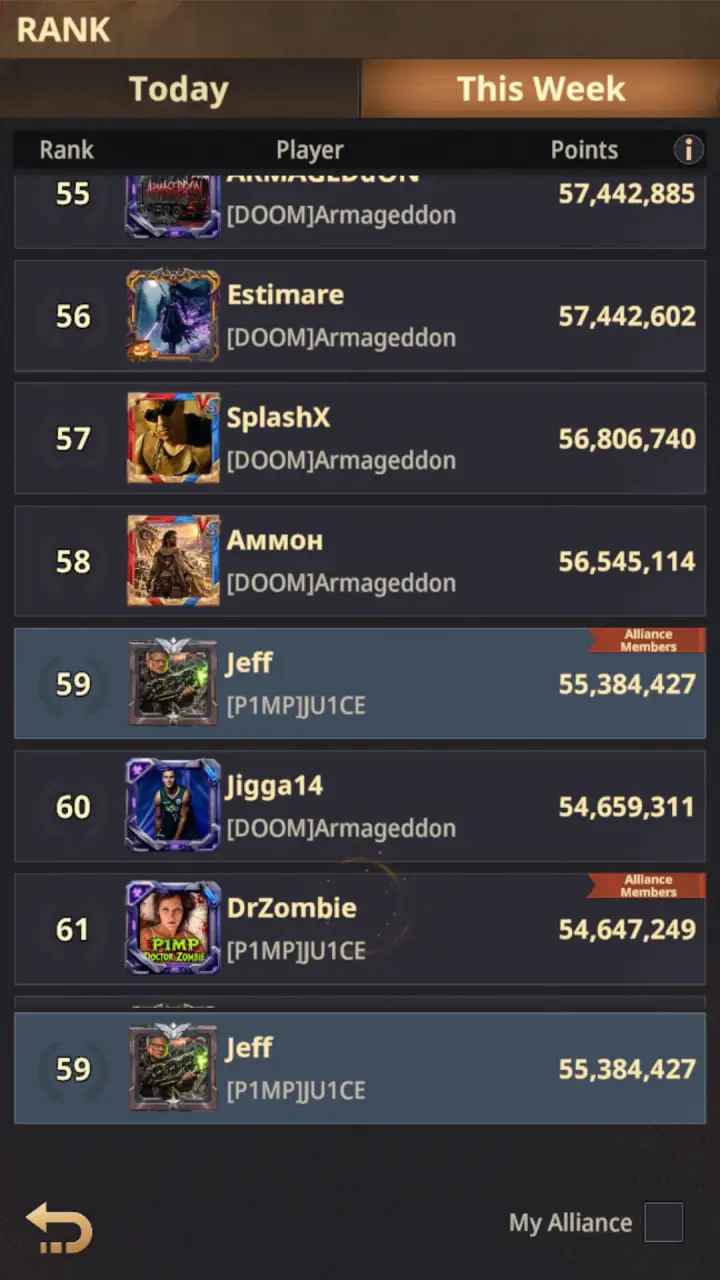 RANK
Today
This Week
Rank
Player
Points
55
ARMAGEDdON
[DOOM]Armageddon
57,442,885
56
Estimare
[DOOM]Armageddon
57,442,602
57
VS
SplashX
[DOOM]Armageddon
56,806,740
58
VS
Аммон
[DOOM]Armageddon
56,545,114
Alliance
Members
59
Jeff
[P1MP]JU1CE
55,384,427
60
Jigga14
[DOOM]Armageddon
54,659,311
Alliance
Members
61
P1MP
DOCTOR ZOMBIE
DrZombie
[P1MP]JU1CE
54,647,249
59
Jeff
[P1MP]JU1CE
55,384,427
My Alliance